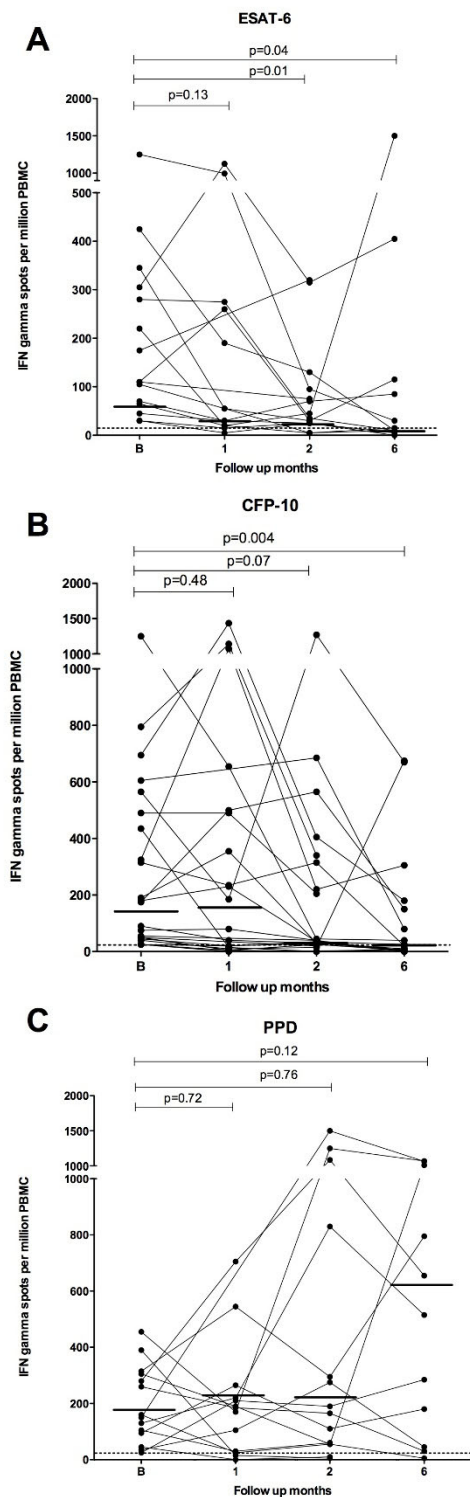 A
ESAT-6
p=0.04
p=0.01
p=0.13
2000
1500
1000
500
400
300
200
100
0
IFN gamma spots per million PBMC
B 1 2 6
Follow up months
B
CFP-10
p=0.004
p=0.07
p=0.48
2000
1500
1000
800
600
400
200
0
IFN gamma spots per million PBMC
B 1 2 6
Follow up months
C
PPD
p=0.12
p=0.76
p=0.72
2000
1500
1000
1000
800
600
400
200
0
IFN gamma spots per million PBMC
B 1 2 6
Follow up months